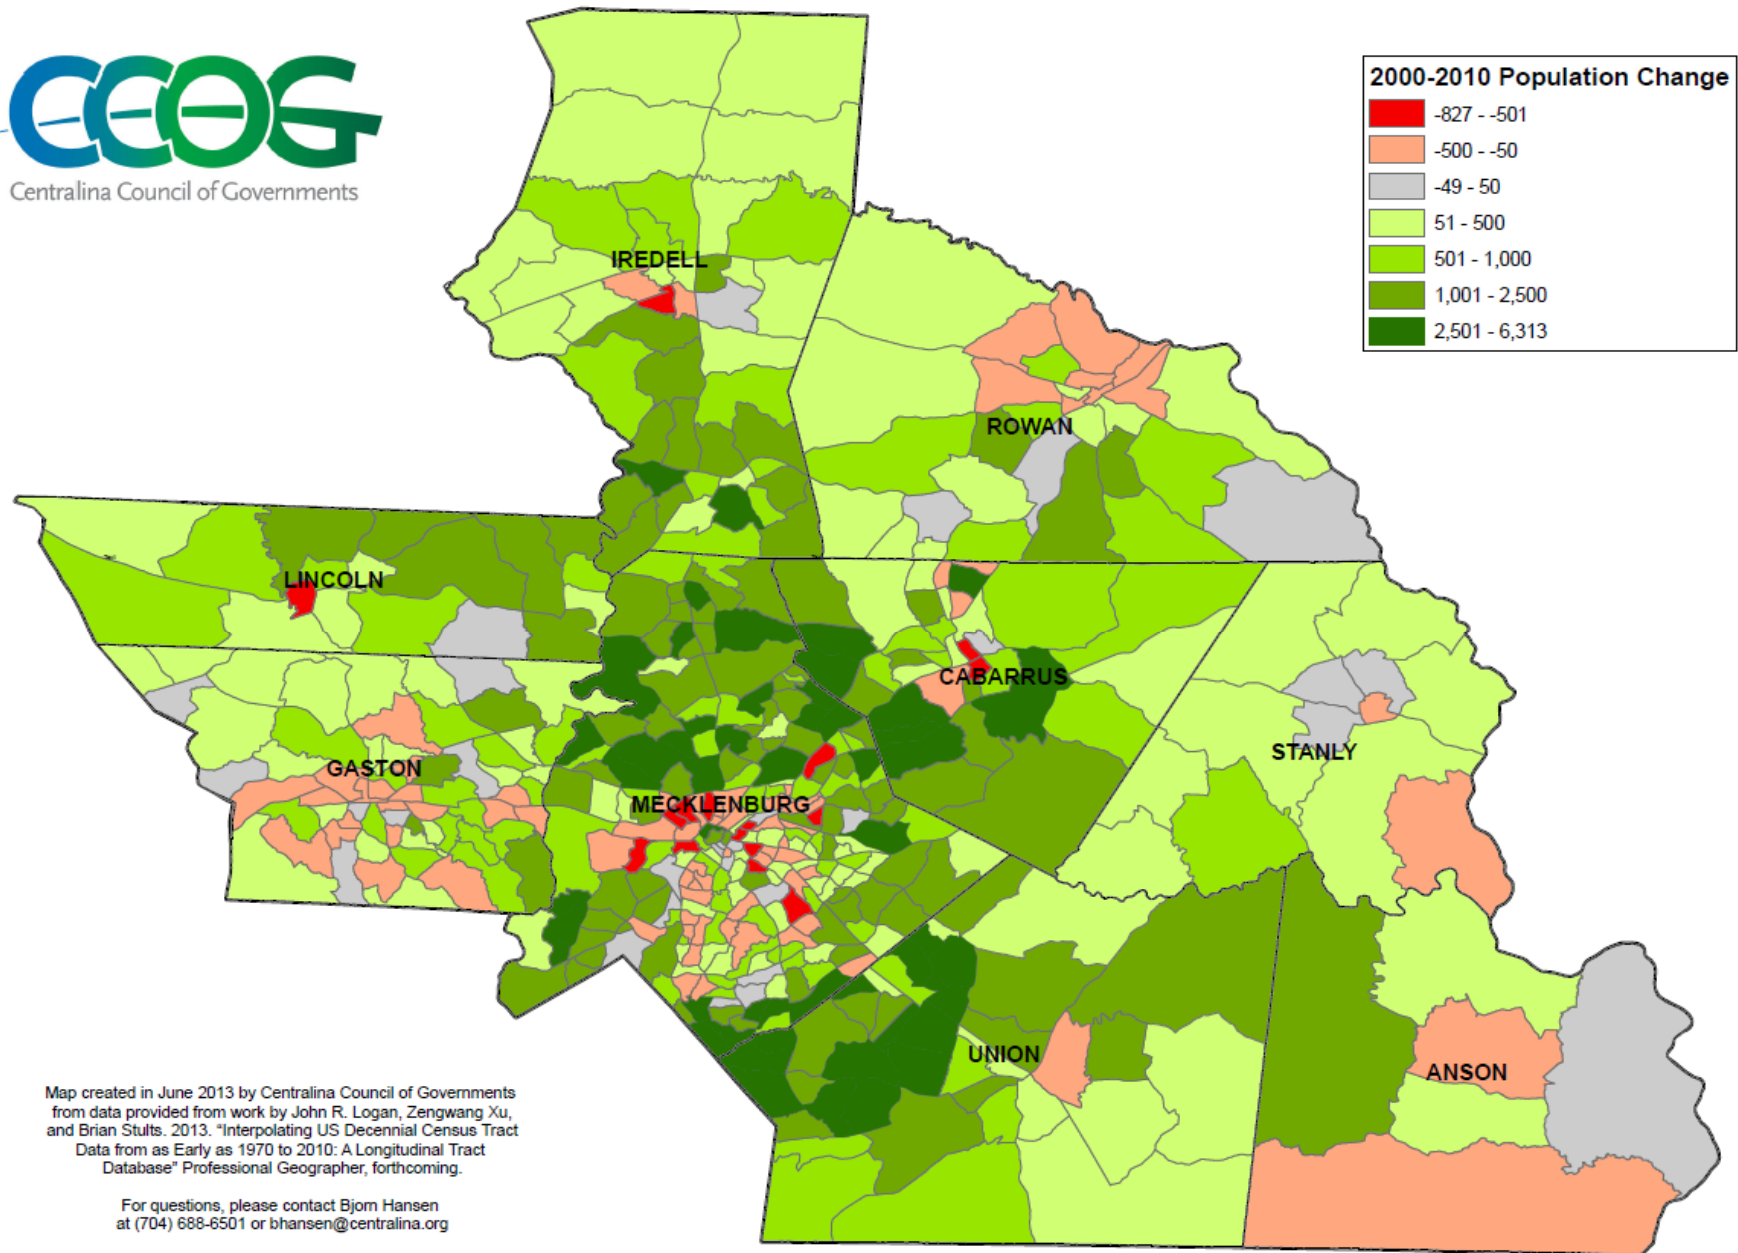 CCOG
Centralina Council of Governments
2000-2010 Population Change
-827 - -501
-500 - -50
-49 - 50
51 - 500
501 - 1,000
1,001 - 2,500
2,501 - 6,313
IREDELL
ROWAN
LINCOLN
CABARRUS
STANLY
GASTON
MECKLENBURG
UNION
ANSON
Map created in June 2013 by Centralina Council of Governments
from data provided from work by John R. Logan, Zengwang Xu,
and Brian Stults. 2013. “Interpolating US Decennial Census Tract
Data from as Early as 1970 to 2010: A Longitudinal Tract
Database” Professional Geographer, forthcoming.
For questions, please contact Bjorn Hansen
at (704) 688-6501 or bhansen@centralina.org